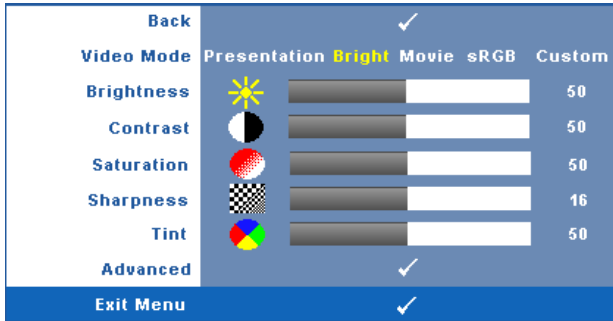 Back
Video Mode Presentation Bright Movie sRGB Custom
Brightness 50
Contrast 50
Saturation 50
Sharpness 16
Tint 50
Advanced
Exit Menu